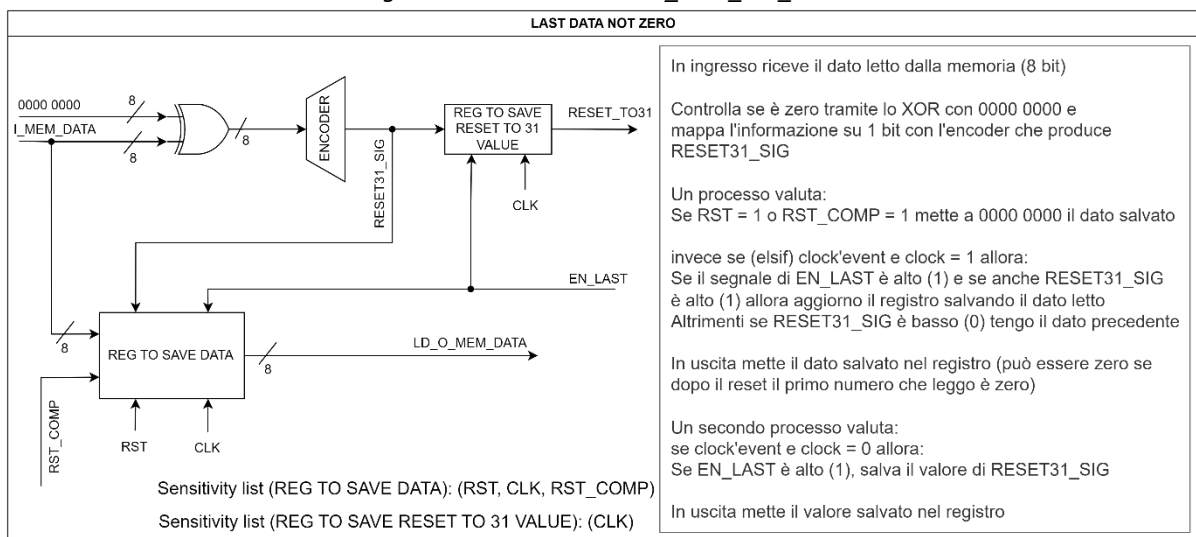 LAST DATA NOT ZERO
0000 0000
8
I_MEM_DATA
8
8
ENCODER
RESET31_SIG
REG TO SAVE
RESET TO 31
VALUE
RESET_TO31
CLK
EN_LAST
8
REG TO SAVE DATA
8
LD_O_MEM_DATA
RST_COMP
RST
CLK
Sensitivity list (REG TO SAVE DATA): (RST, CLK, RST_COMP)
Sensitivity list (REG TO SAVE RESET TO 31 VALUE): (CLK)
In ingresso riceve il dato letto dalla memoria (8 bit)
Controlla se è zero tramite lo XOR con 0000 0000 e
mappa l'informazione su 1 bit con l'encoder che produce
RESET31_SIG
Un processo valuta:
Se RST = 1 o RST_COMP = 1 mette a 0000 0000 il dato salvato
invece se (elsif) clock'event e clock = 1 allora:
Se il segnale di EN_LAST è alto (1) e se anche RESET31_SIG
è alto (1) allora aggiorno il registro salvando il dato letto
Altrimenti se RESET31_SIG è basso (0) tengo il dato precedente
In uscita mette il dato salvato nel registro (può essere zero se
dopo il reset il primo numero che leggo è zero)
Un secondo processo valuta:
se clock'event e clock = 0 allora:
Se EN_LAST è alto (1), salva il valore di RESET31_SIG
In uscita mette il valore salvato nel registro